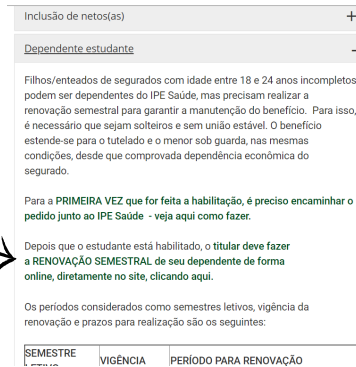 Inclusão de netos(as) +
Dependente estudante -
Filhos/enteados de segurados com idade entre 18 e 24 anos incompletos
podem ser dependentes do IPE Saúde, mas precisam realizar a
renovação semestral para garantir a manutenção do benefício. Para isso,
é necessário que sejam solteiros e sem união estável. O benefício
estende-se para o tutelado e o menor sob guarda, nas mesmas
condições, desde que comprovada dependência econômica do
segurado.
Para a PRIMEIRA VEZ que for feita a habilitação, é preciso encaminhar o
pedido junto ao IPE Saúde - veja aqui como fazer.
Depois que o estudante está habilitado, o titular deve fazer
a RENOVAÇÃO SEMESTRAL de seu dependente de forma
online, diretamente no site, clicando aqui.
Os períodos considerados como semestres letivos, vigência da
renovação e prazos para realização são os seguintes:
SEMESTRE
LETIVO VIGÊNCIA PERÍODO PARA RENOVAÇÃO